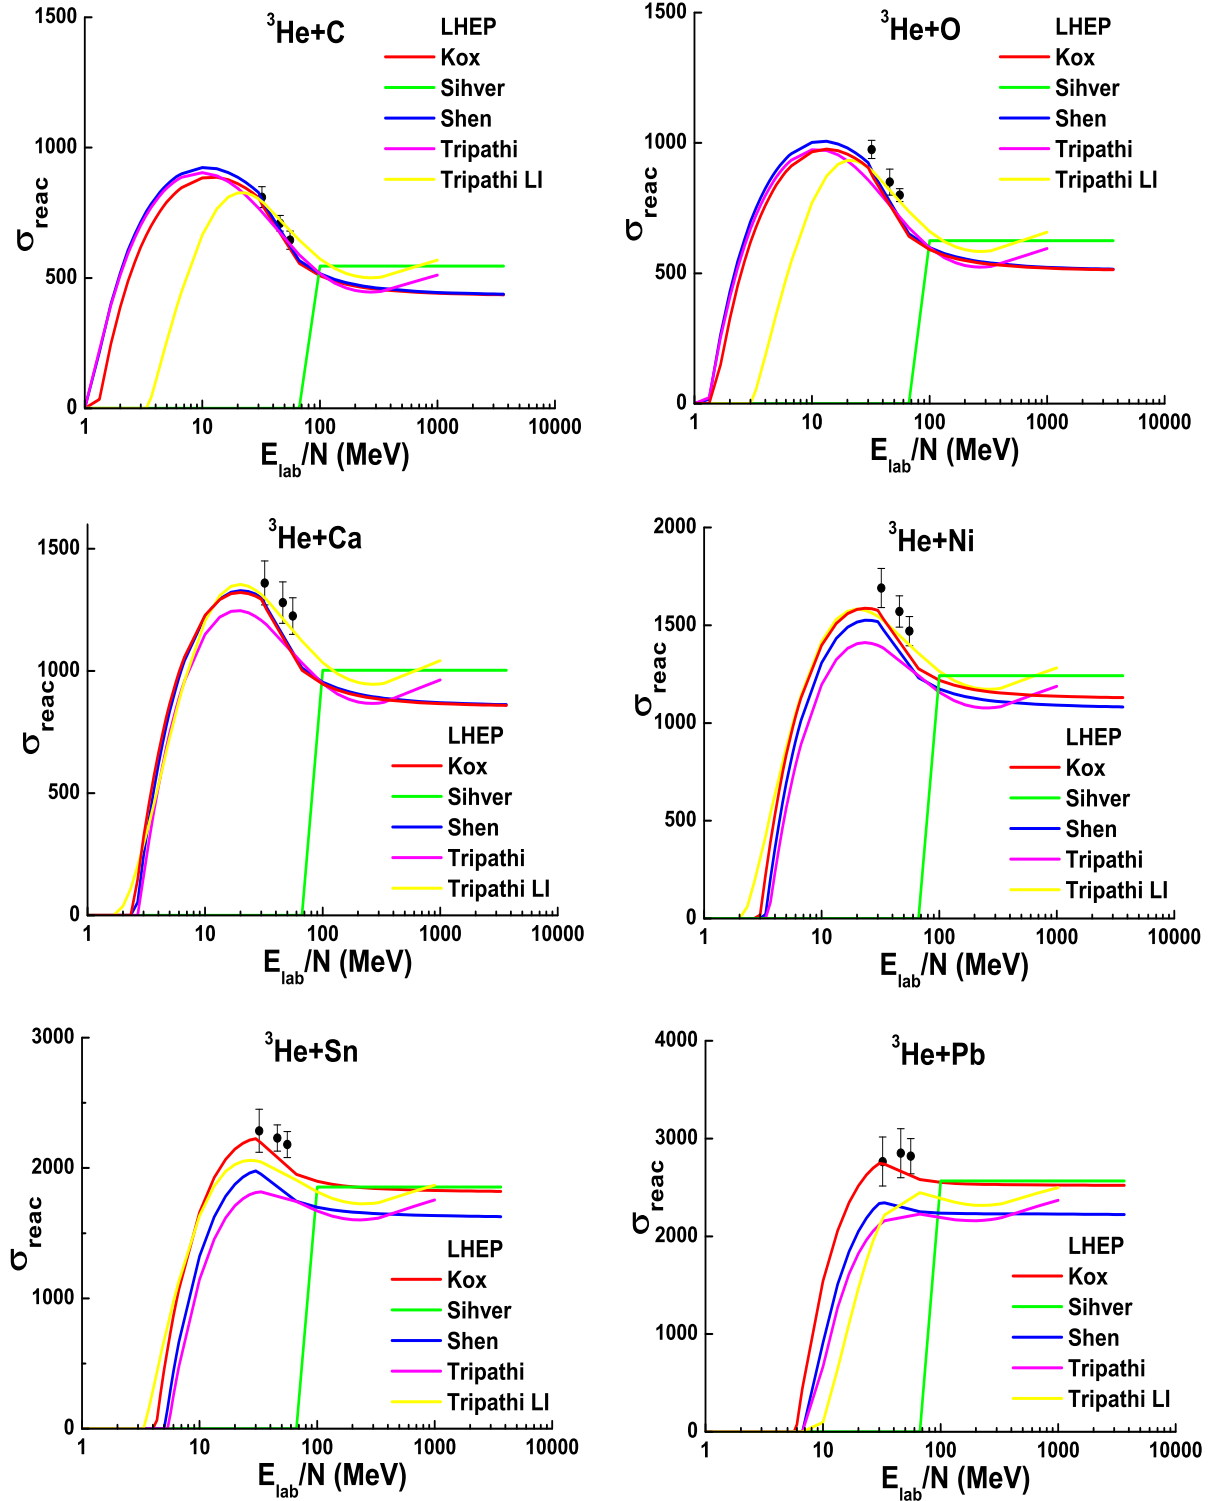 ³He+C
LHEP
Kox
Sihver
Shen
Tripathi
Tripathi LI
1500
1000
500
0
σreac
1 10 100 1000 10000
Elab/N (MeV)
³He+O
LHEP
Kox
Sihver
Shen
Tripathi
Tripathi LI
1500
1000
500
0
σreac
1 10 100 1000 10000
Elab/N (MeV)
³He+Ca
1500
1000
500
0
σreac
LHEP
Kox
Sihver
Shen
Tripathi
Tripathi LI
1 10 100 1000 10000
Elab/N (MeV)
³He+Ni
2000
1500
1000
500
0
σreac
LHEP
Kox
Sihver
Shen
Tripathi
Tripathi LI
1 10 100 1000 10000
Elab/N (MeV)
³He+Sn
3000
2000
1000
0
σreac
LHEP
Kox
Sihver
Shen
Tripathi
Tripathi LI
1 10 100 1000 10000
Elab/N (MeV)
³He+Pb
4000
3000
2000
1000
0
σreac
LHEP
Kox
Sihver
Shen
Tripathi
Tripathi LI
1 10 100 1000 10000
Elab/N (MeV)